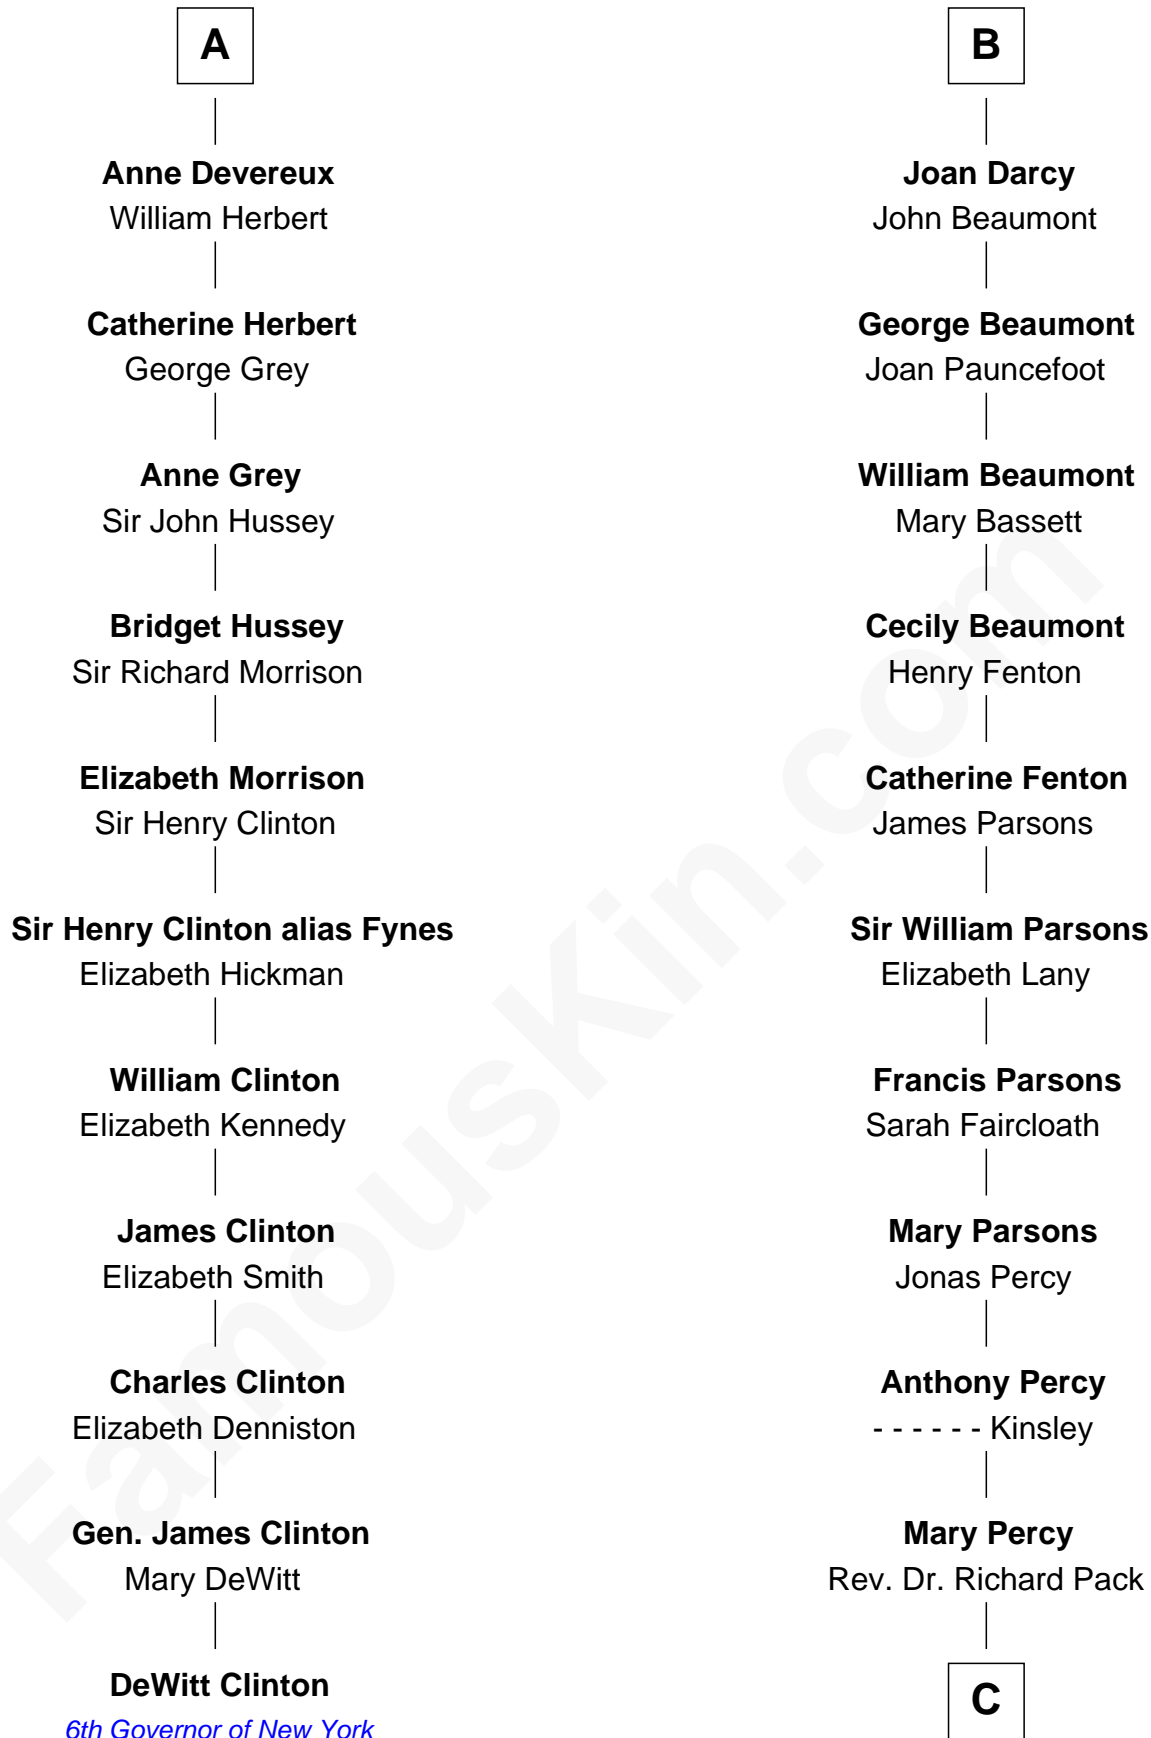 A
Anne Devereux
William Herbert
Catherine Herbert
George Grey
Anne Grey
Sir John Hussey
Bridget Hussey
Sir Richard Morrison
Elizabeth Morrison
Sir Henry Clinton
Sir Henry Clinton alias Fynes
Elizabeth Hickman
William Clinton
Elizabeth Kennedy
James Clinton
Elizabeth Smith
Charles Clinton
Elizabeth Denniston
Gen. James Clinton
Mary DeWitt
DeWitt Clinton
6th Governor of New York
B
Joan Darcy
John Beaumont
George Beaumont
Joan Pauncefoot
William Beaumont
Mary Bassett
Cecily Beaumont
Henry Fenton
Catherine Fenton
James Parsons
Sir William Parsons
Elizabeth Lany
Francis Parsons
Sarah Faircloath
Mary Parsons
Jonas Percy
Anthony Percy
- - - - - - Kinsley
Mary Percy
Rev. Dr. Richard Pack
C
FamousKin.com